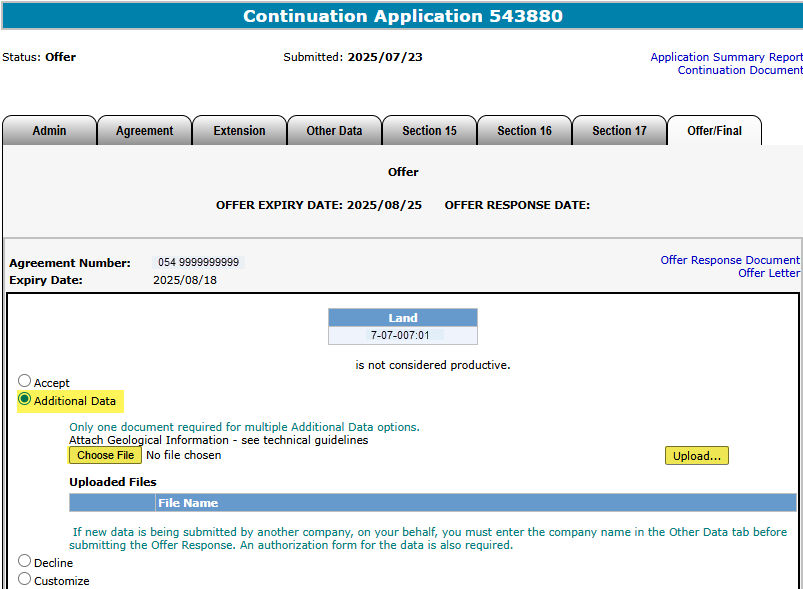 Continuation Application 543880
Status: Offer Submitted: 2025/07/23 Application Summary Report
Continuation Document
Admin Agreement Extension Other Data Section 15 Section 16 Section 17 Offer/Final
Offer
OFFER EXPIRY DATE: 2025/08/25 OFFER RESPONSE DATE:
Agreement Number: 054 9999999999 Offer Response Document
Expiry Date: 2025/08/18 Offer Letter
Land
7-07-007:01
is not considered productive.
Accept
Additional Data
Only one document required for multiple Additional Data options.
Attach Geological Information - see technical guidelines
Choose File No file chosen Upload...
Uploaded Files
File Name
If new data is being submitted by another company, on your behalf, you must enter the company name in the Other Data tab before
submitting the Offer Response. An authorization form for the data is also required.
Decline
Customize